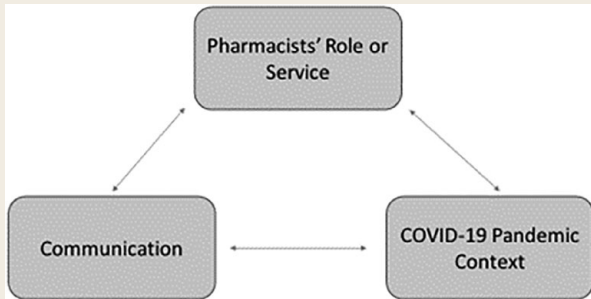 Pharmacists' Role or
Service
Communication
COVID-19 Pandemic
Context